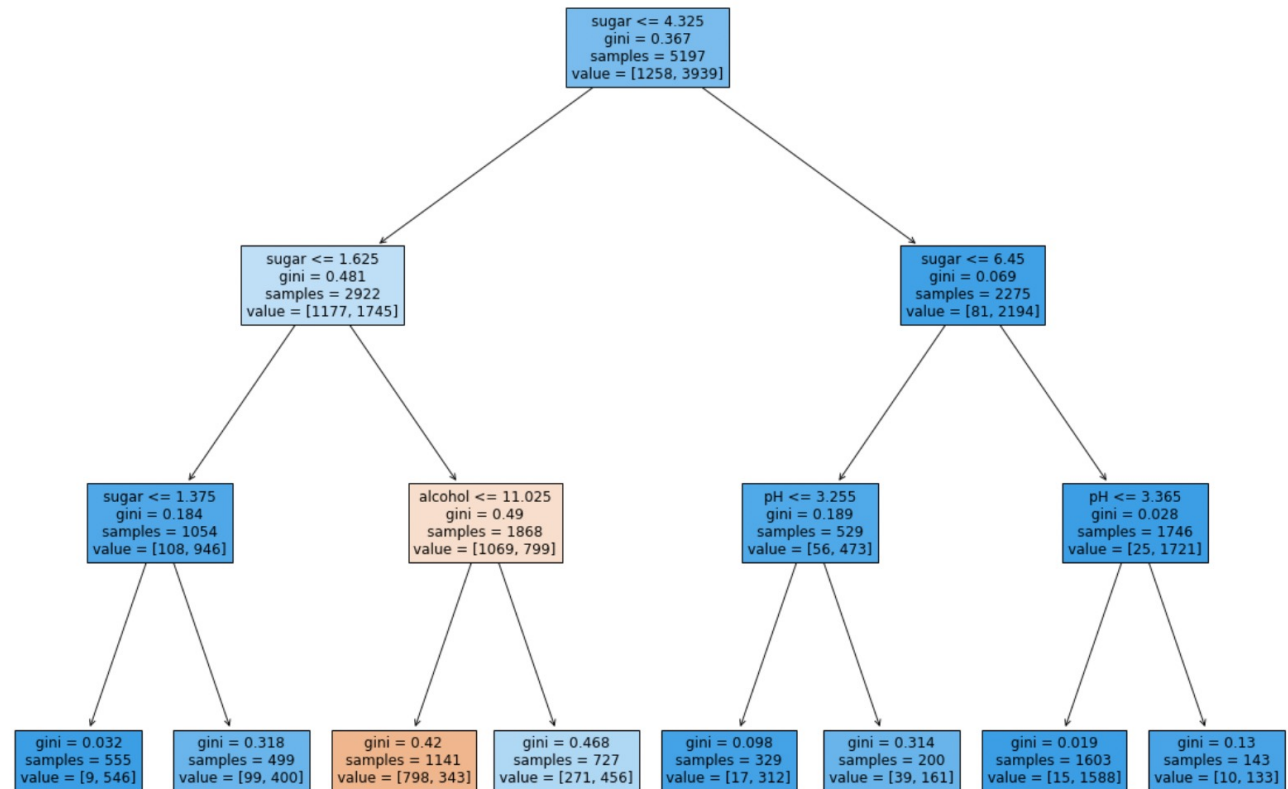 sugar <= 4.325
gini = 0.367
samples = 5197
value = [1258, 3939]
sugar <= 1.625
gini = 0.481
samples = 2922
value = [1177, 1745]
sugar <= 6.45
gini = 0.069
samples = 2275
value = [81, 2194]
sugar <= 1.375
gini = 0.184
samples = 1054
value = [108, 946]
alcohol <= 11.025
gini = 0.49
samples = 1868
value = [1069, 799]
pH <= 3.255
gini = 0.189
samples = 529
value = [56, 473]
pH <= 3.365
gini = 0.028
samples = 1746
value = [25, 1721]
gini = 0.032
samples = 555
value = [9, 546]
gini = 0.318
samples = 499
value = [99, 400]
gini = 0.42
samples = 1141
value = [798, 343]
gini = 0.468
samples = 727
value = [271, 456]
gini = 0.098
samples = 329
value = [17, 312]
gini = 0.314
samples = 200
value = [39, 161]
gini = 0.019
samples = 1603
value = [15, 1588]
gini = 0.13
samples = 143
value = [10, 133]